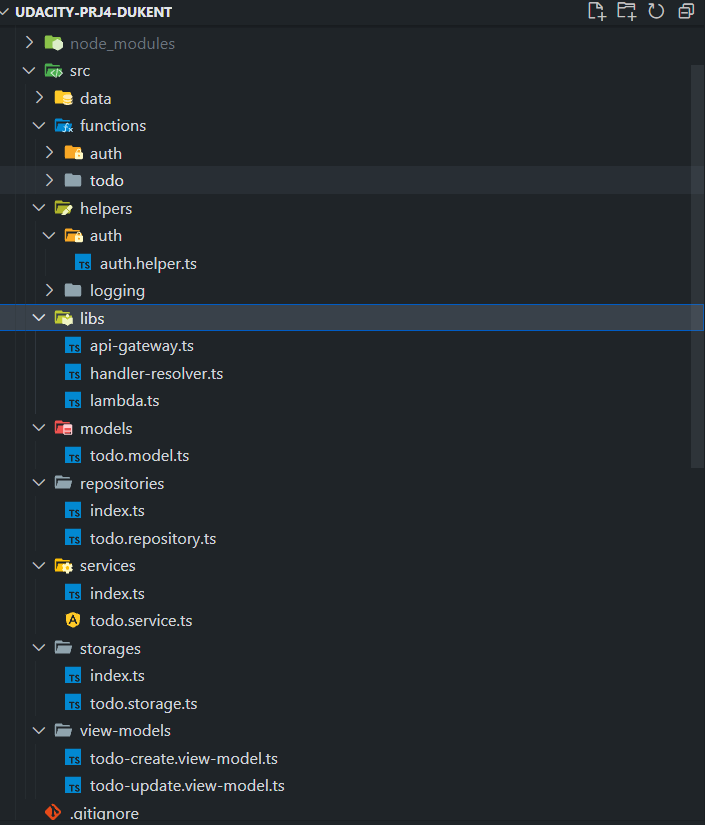 UDACITY-PRJ4-DUKENT
node_modules
src
data
functions
auth
todo
helpers
auth
TS auth.helper.ts
logging
libs
TS api-gateway.ts
TS handler-resolver.ts
TS lambda.ts
models
TS todo.model.ts
repositories
TS index.ts
TS todo.repository.ts
services
TS index.ts
todo.service.ts
storages
TS index.ts
TS todo.storage.ts
view-models
TS todo-create.view-model.ts
TS todo-update.view-model.ts
.gitignore